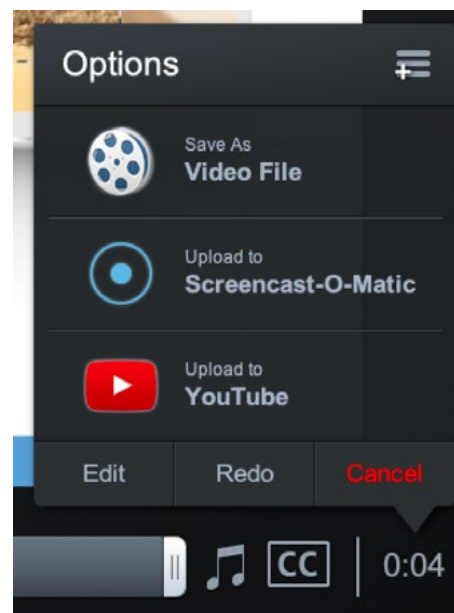 Options
Save As
Video File
Upload to
Screencast-O-Matic
Upload to
YouTube
Edit Redo Cancel
CC 0:04